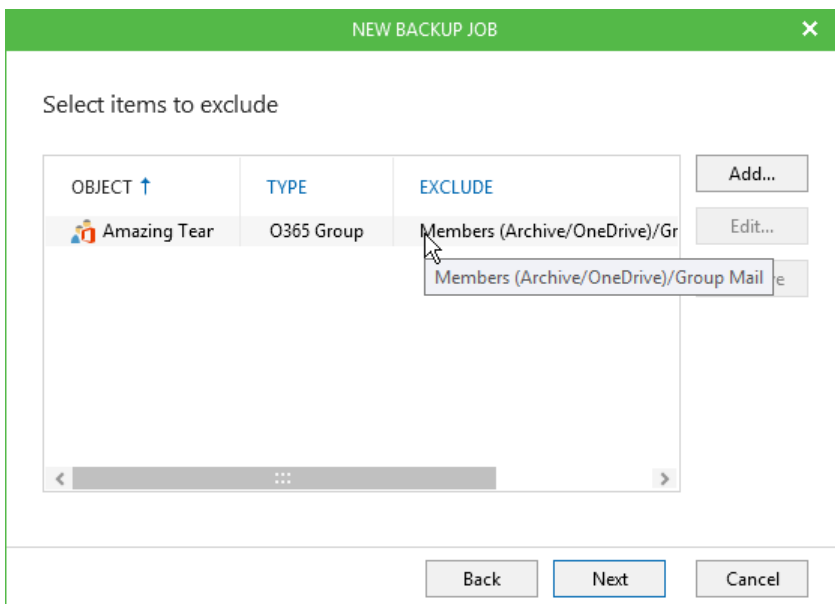 NEW BACKUP JOB
Select items to exclude
OBJECT TYPE EXCLUDE
Amazing Tear O365 Group Members (Archive/OneDrive)/Gr
Members (Archive/OneDrive)/Group Mail
Add...
Edit...
Back Next Cancel